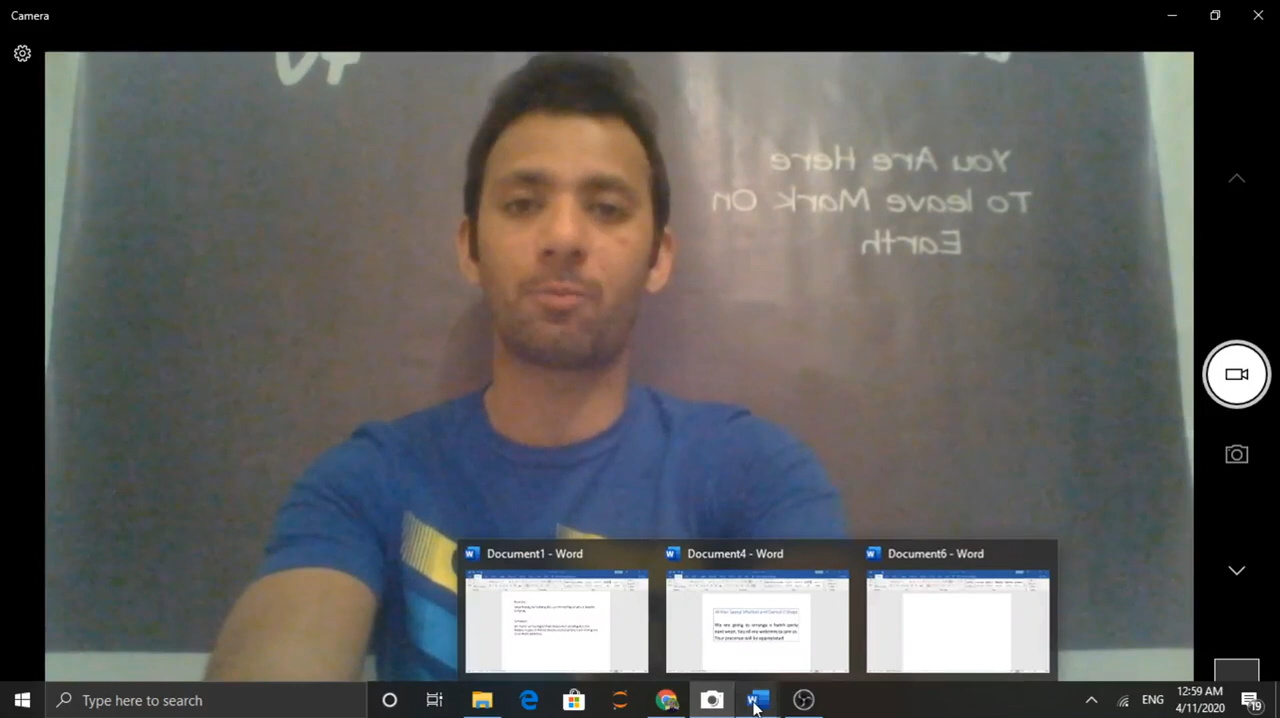 Camera
You Are Here
To leave Mark On
Earth
Document1 - Word
Document4 - Word
Document6 - Word
We are going to arrange a
next week. You all are welcome to join us.
Your presence will be appreciated!
Type here to search
ENG
12:59 AM
4/11/2020
19